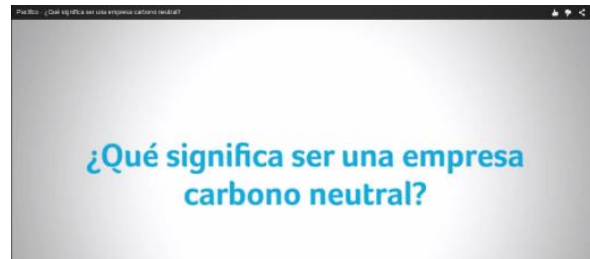 Pacífico - ¿Qué significa ser una empresa carbono neutral?
¿Qué significa ser una empresa
carbono neutral?